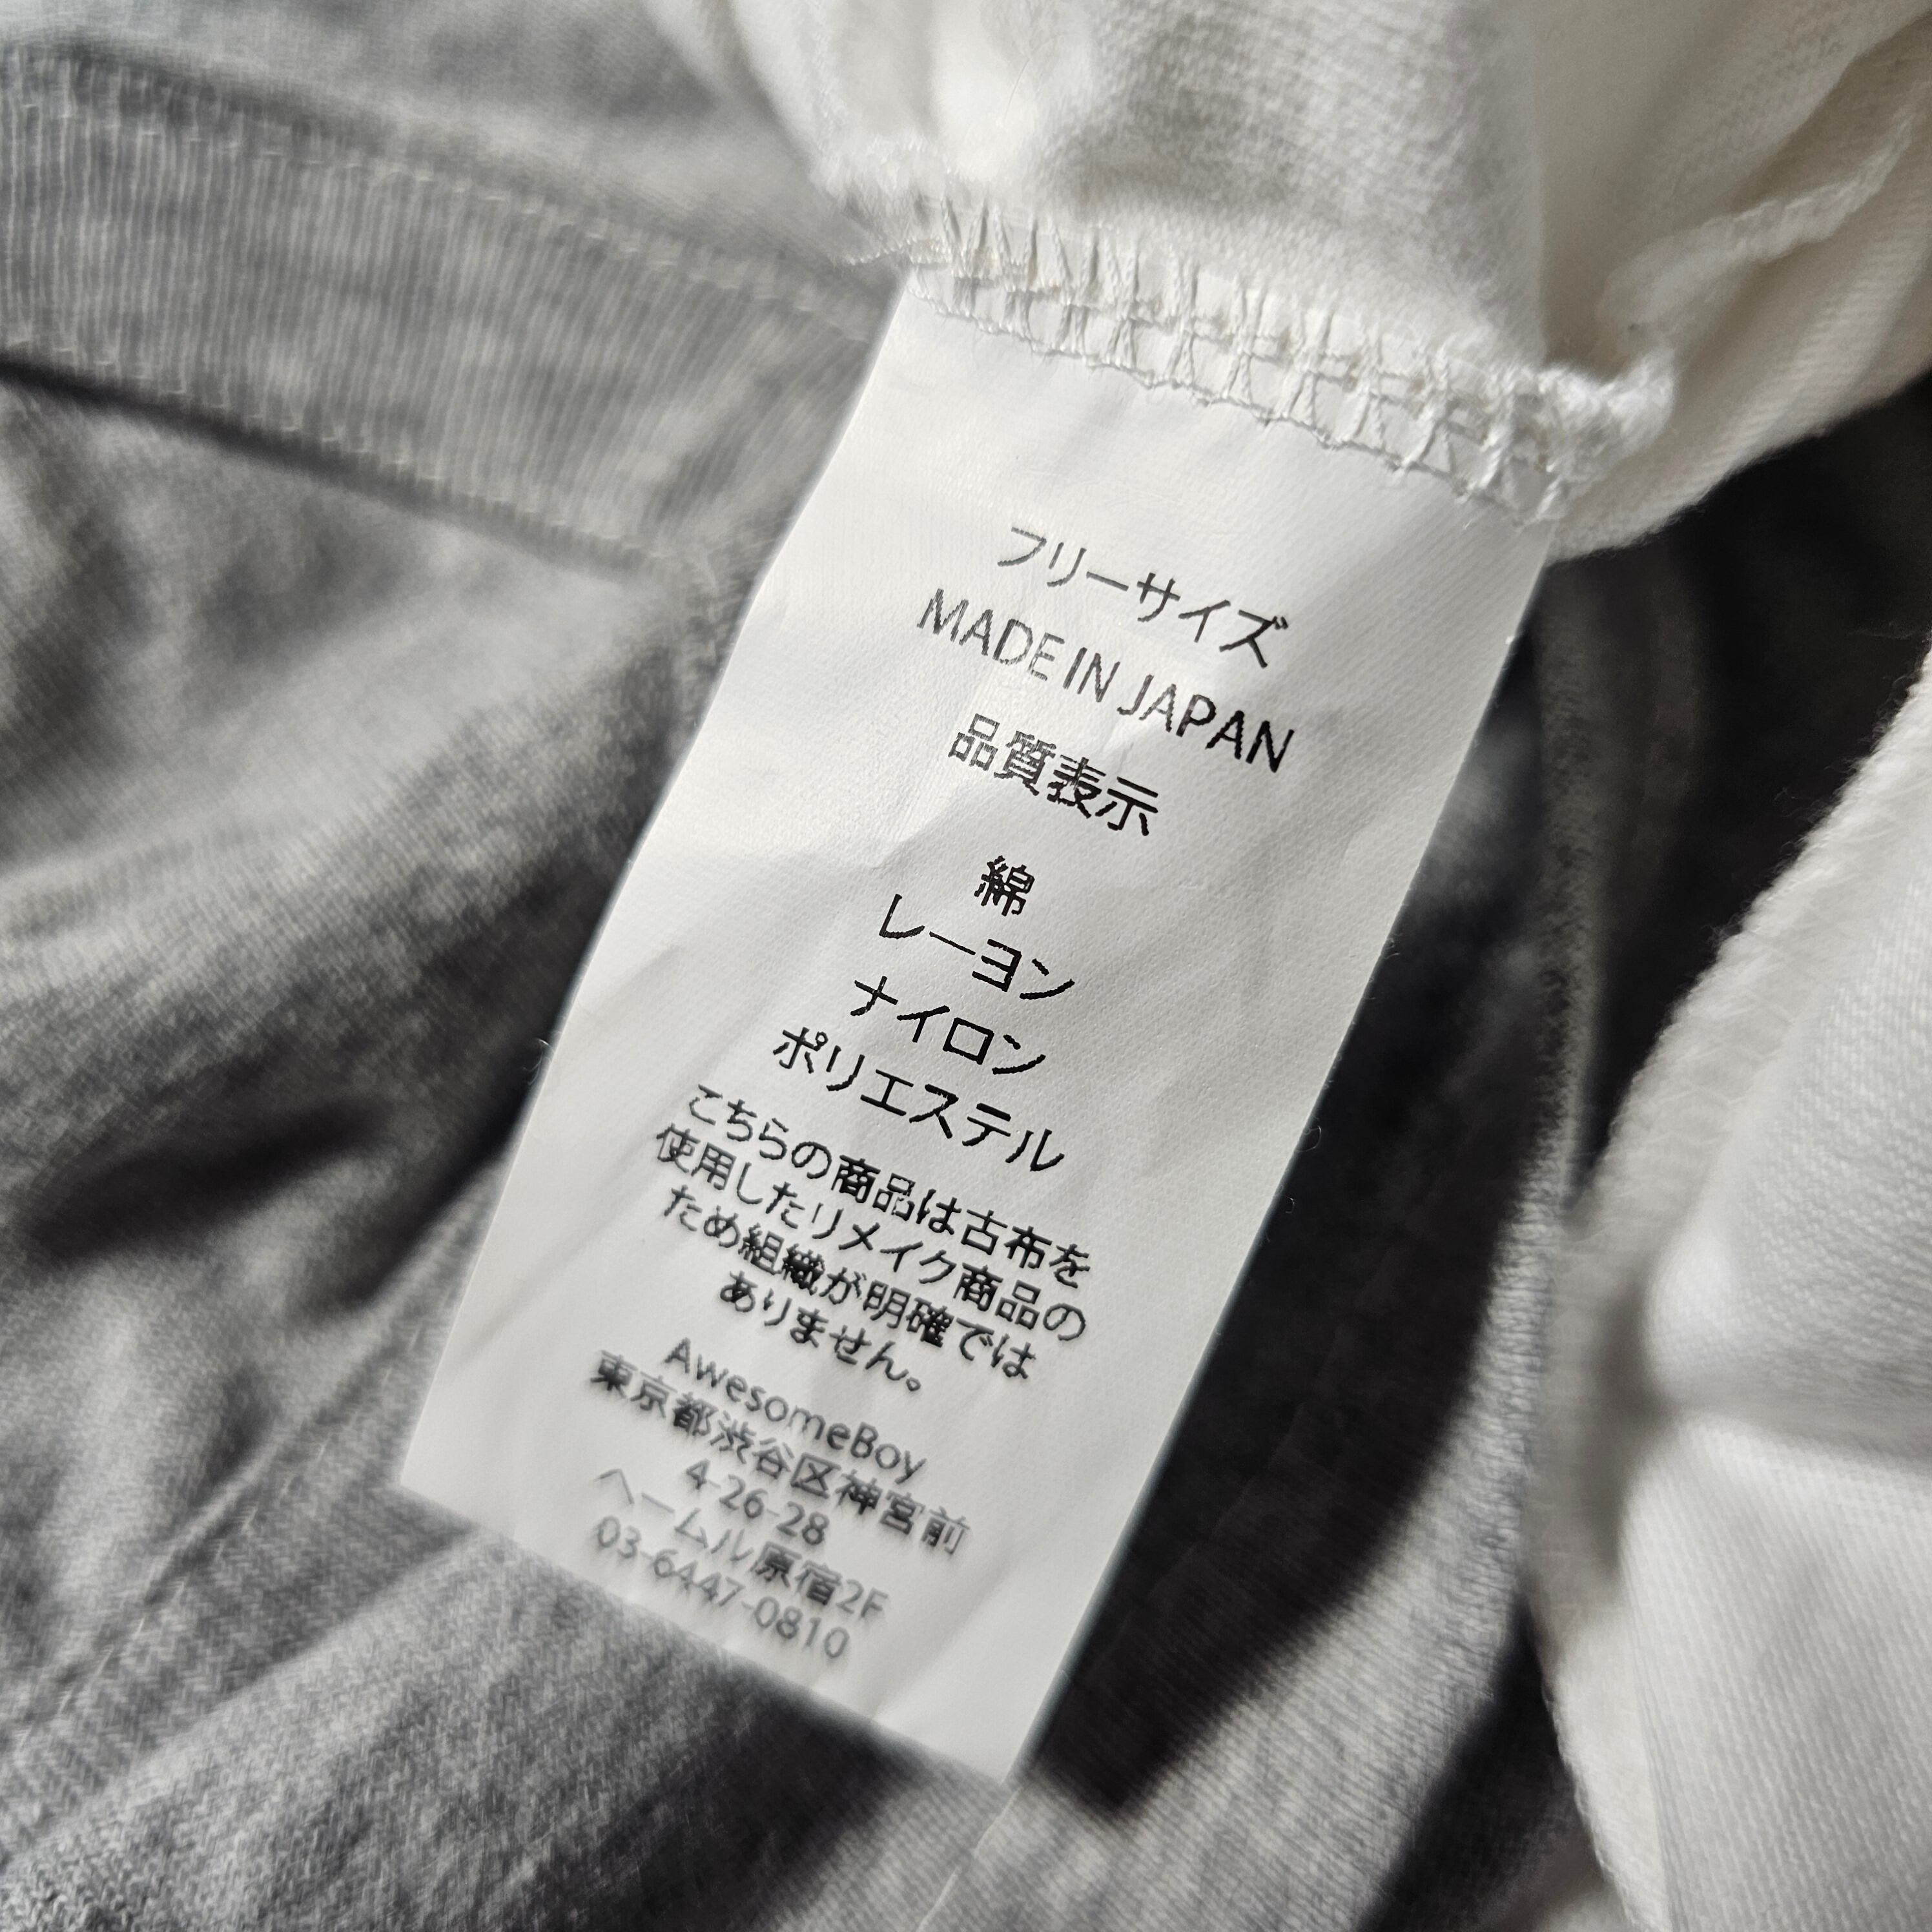 フリーサイズ
MADE IN JAPAN
品質表示
綿
レーヨン
ナイロン
ポリエステル
こちらの商品は古布を
使用したリメイク商品の
ため組織が明確では
ありません。
AwesomeBoy
東京都渋谷区神宮前
4-26-28
ヘームル原宿2F
03-6447-0810